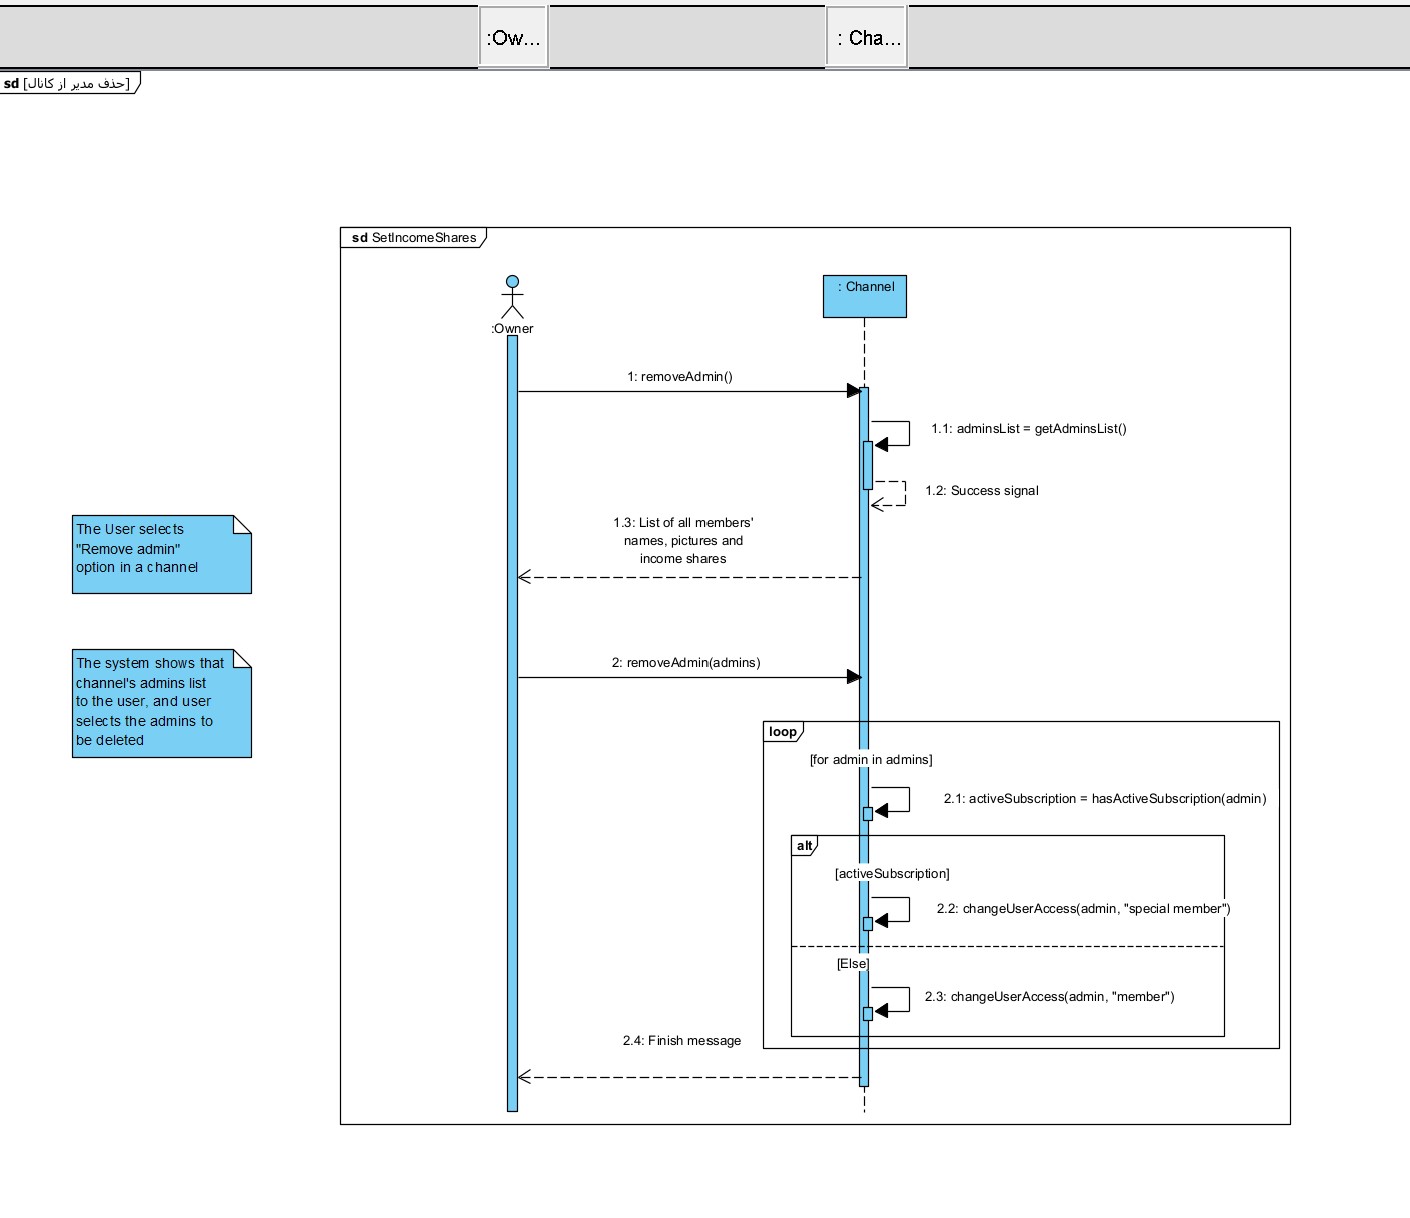 :Ow...
: Cha...
sd [حذف مدیر از کانال]
sd SetIncomeShares
:Owner
: Channel
1: removeAdmin()
1.1: adminsList = getAdminsList()
1.2: Success signal
1.3: List of all members'
names, pictures and
income shares
The User selects
"Remove admin"
option in a channel
The system shows that
channel's admins list
to the user, and user
selects the admins to
be deleted
2: removeAdmin(admins)
loop
[for admin in admins]
2.1: activeSubscription = hasActiveSubscription(admin)
alt
[activeSubscription]
2.2: changeUserAccess(admin, "special member")
[Else]
2.3: changeUserAccess(admin, "member")
2.4: Finish message